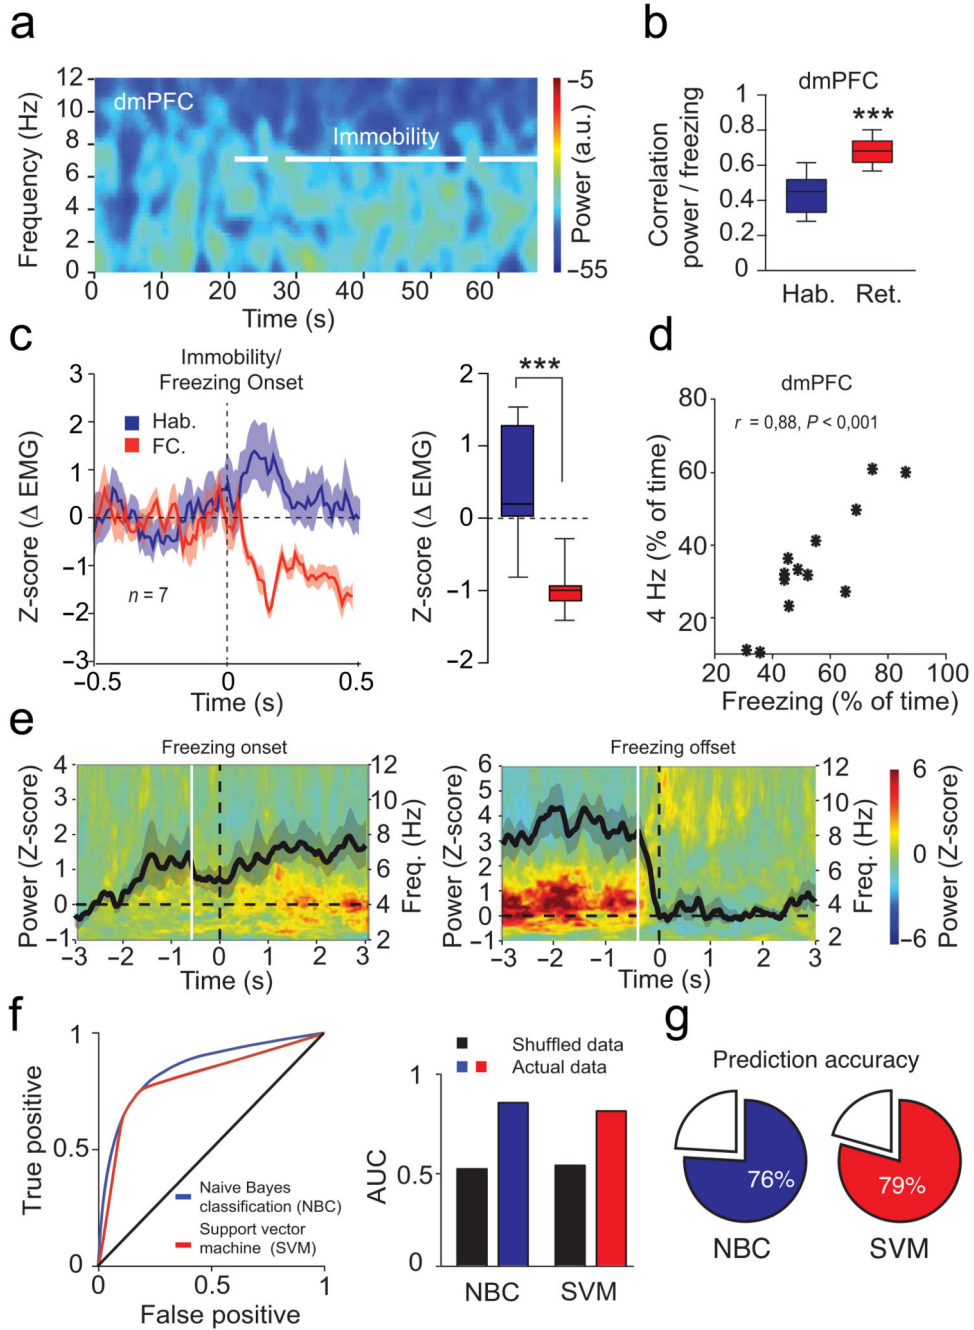 a
dmPFC
Immobility
Frequency (Hz)
12
10
8
6
4
2
0
0
10
20
30
40
50
60
Time (s)
−5
−55
Power (a.u.)
b
dmPFC
***
Correlation
power / freezing
1
0.8
0.6
0.4
0.2
0
Hab.
Ret.
c
Immobility/
Freezing Onset
Hab.
FC.
n = 7
Z-score (Δ EMG)
3
2
1
0
−1
−2
−3
−0.5
0
0.5
Time (s)
***
Z-score (Δ EMG)
2
1
0
−1
−2
d
dmPFC
r = 0,88, P < 0,001
4 Hz (% of time)
80
60
40
20
20
40
60
80
100
Freezing (% of time)
e
Freezing onset
Power (Z-score)
4
3
2
1
0
−1
−3
−2
−1
0
1
2
3
Time (s)
12
10
8
6
4
2
Freq. (Hz)
Freezing offset
Power (Z-score)
6
5
4
3
2
1
0
−1
−3
−2
−1
0
1
2
3
Time (s)
12
10
8
6
4
2
Freq. (Hz)
6
0
−6
Power (Z-score)
f
True positive
1
0.5
0
0
0.5
1
False positive
Naive Bayes
classification (NBC)
Support vector
machine (SVM)
Shuffled data
Actual data
AUC
1
0.5
0
NBC
SVM
g
Prediction accuracy
76%
79%
NBC
SVM